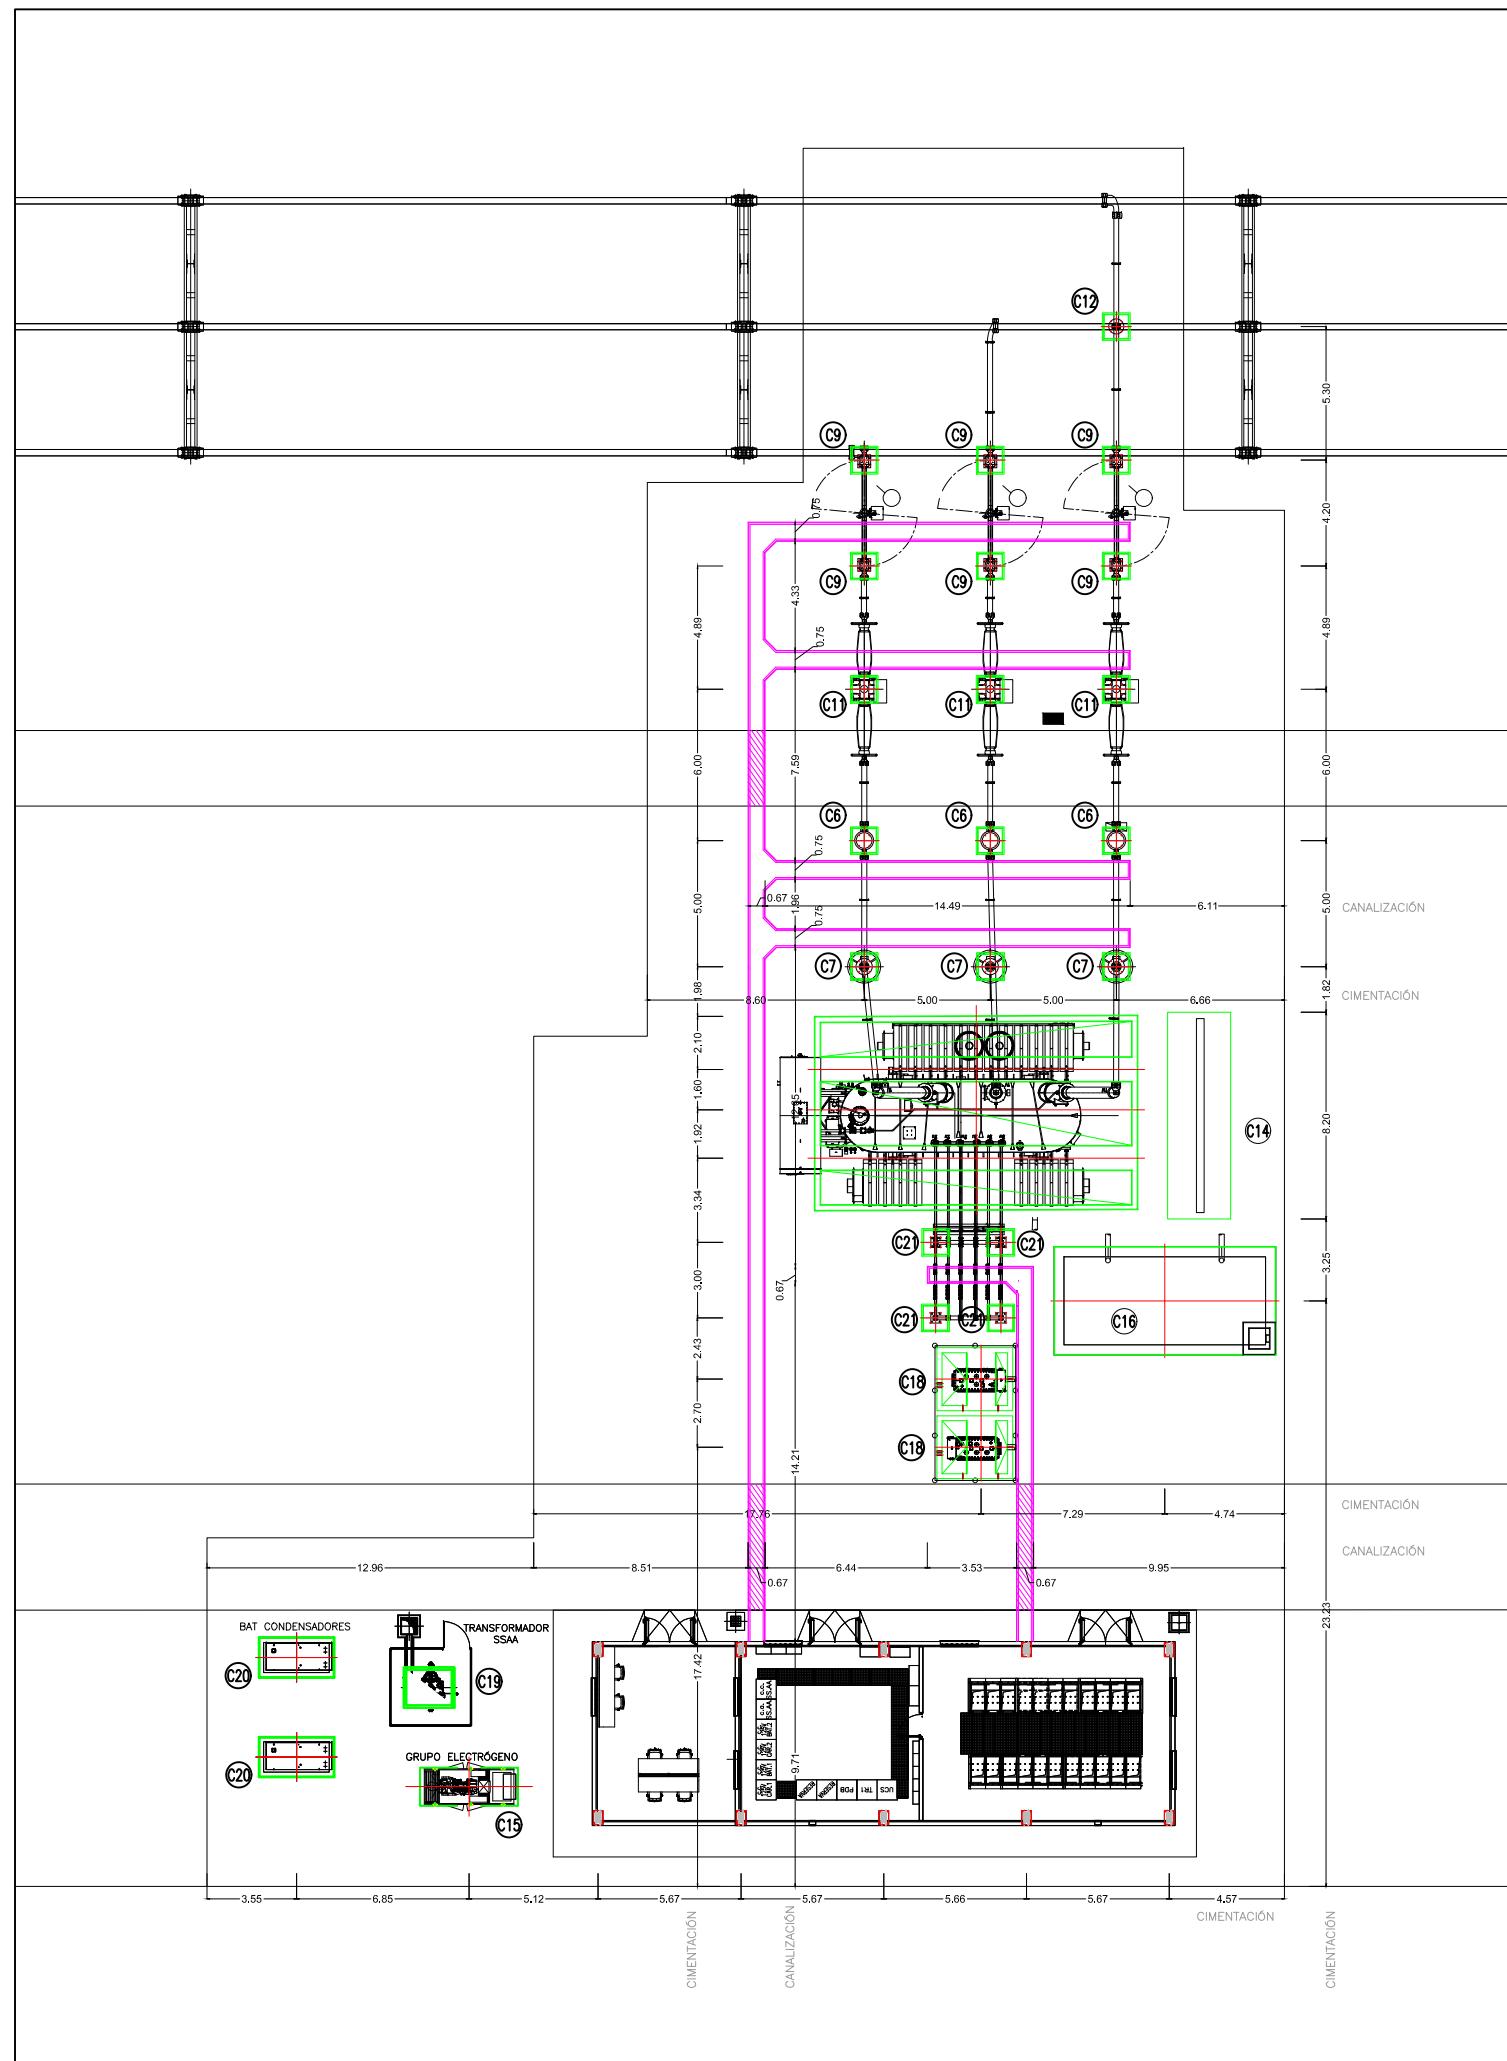 C12
5.30
C9
C9
C9
0.75
4.20
C9
C9
C9
4.33
4.89
4.89
0.75
C11
C11
C11
6.00
7.59
6.00
C6
C6
C6
0.75
0.67
1.96
14.49
6.11
5.00
5.00
CANALIZACIÓN
0.75
C7
C7
C7
1.98
8.60
5.00
5.00
6.66
1.82
CIMENTACIÓN
2.10
1.60
1.92
8.20
C14
3.34
C21
C21
3.00
0.67
3.25
C21
C21
C16
2.43
C18
2.70
C18
14.21
17.76
7.29
4.74
CIMENTACIÓN
CANALIZACIÓN
12.96
8.51
6.44
3.53
9.95
0.67
0.67
23.23
BAT CONDENSADORES
TRANSFORMADOR
SSAA
17.42
C20
C19
GRUPO ELECTRÓGENO
C20
C15
9.71
RESERVA
RESERVA
PDB
TR1
UCS
3.55
6.85
5.12
5.67
5.67
5.66
5.67
4.57
CIMENTACIÓN
CIMENTACIÓN
CANALIZACIÓN
CIMENTACIÓN